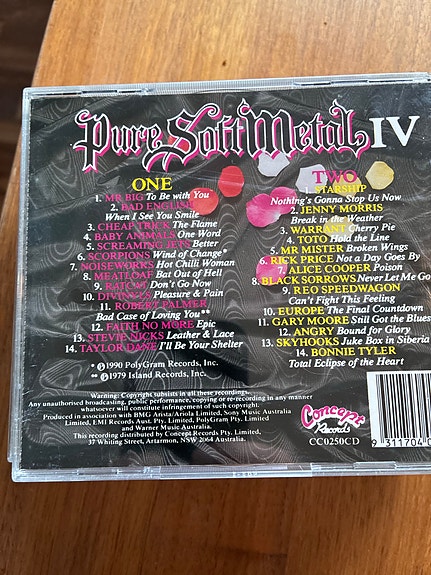 Pure Soft Metal IV
ONE
1. MR BIG To Be with You
2. BAD ENGLISH
When I See You Smile
3. CHEAP TRICK The Flame
4. BABY ANIMALS One Word
5. SCREAMING JETS Better
6. SCORPIONS Wind of Change*
7. NOISEWORKS Hot Chilli Woman
8. MEATLOAF Bat Out of Hell
9. RATCAT Don't Go Now
10. DIVINYLS Pleasure & Pain
11. ROBERT PALMER
Bad Case of Loving You**
12. FAITH NO MORE Epic
13. STEVIE NICKS Leather & Lace
14. TAYLOR DANE I'll Be Your Shelter
* ℗1990 PolyGram Records, Inc.
** ℗1979 Island Records, Inc.
TWO
1. STARSHIP
Nothing's Gonna Stop Us Now
2. JENNY MORRIS
Break in the Weather
3. WARRANT Cherry Pie
4. TOTO Hold the Line
5. MR MISTER Broken Wings
6. RICK PRICE Not a Day Goes By
7. ALICE COOPER Poison
8. BLACK SORROWS Never Let Me Go
9. REO SPEEDWAGON
Can't Fight This Feeling
10. EUROPE The Final Countdown
11. GARY MOORE Still Got the Blues
12. ANGRY Bound for Glory
13. SKYHOOKS Juke Box in Siberia
14. BONNIE TYLER
Total Eclipse of the Heart
Warning: Copyright subsists in all these recordings.
Any unauthorised broadcasting, public performance, copying or re-recording in any manner
whatsoever will constitute infringement of such copyright.
Produced in association with BMG Arista/Ariola Limited, Sony Music Australia
Limited, EMI Records Aust. Pty. Limited, PolyGram Pty. Limited
and Warner Music Australia.
This recording distributed by Concept Records Pty. Limited,
37 Whiting Street, Artarmon, NSW 2064 Australia.
Concept
Records
CC0250CD
9 311704 0